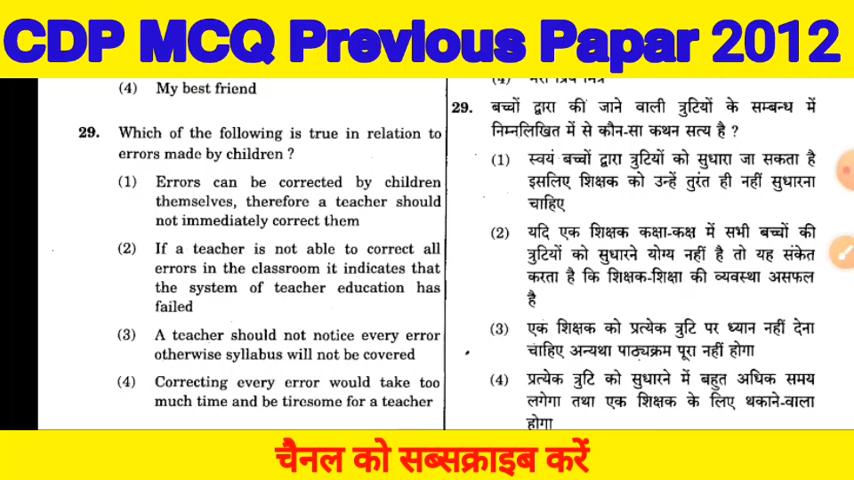 CDP MCQ Previous Papar 2012
(4) My best friend
29. Which of the following is true in relation to
errors made by children ?
(1) Errors can be corrected by children
themselves, therefore a teacher should
not immediately correct them
(2) If a teacher is not able to correct all
errors in the classroom it indicates that
the system of teacher education has
failed
(3) A teacher should not notice every error
otherwise syllabus will not be covered
(4) Correcting every error would take too
much time and be tiresome for a teacher
(4) मेरा प्रिय मित्र
29. बच्चों द्वारा की जाने वाली त्रुटियों के सम्बन्ध में
निम्नलिखित में से कौन-सा कथन सत्य है ?
(1) स्वयं बच्चों द्वारा त्रुटियों को सुधारा जा सकता है
इसलिए शिक्षक को उन्हें तुरंत ही नहीं सुधारना
चाहिए
(2) यदि एक शिक्षक कक्षा-कक्ष में सभी बच्चों की
त्रुटियों को सुधारने योग्य नहीं है तो यह संकेत
करता है कि शिक्षक-शिक्षा की व्यवस्था असफल
है
(3) एक शिक्षक को प्रत्येक त्रुटि पर ध्यान नहीं देना
चाहिए अन्यथा पाठ्यक्रम पूरा नहीं होगा
(4) प्रत्येक त्रुटि को सुधारने में बहुत अधिक समय
लगेगा तथा एक शिक्षक के लिए थकाने-वाला
होगा
चैनल को सब्सक्राइब करें